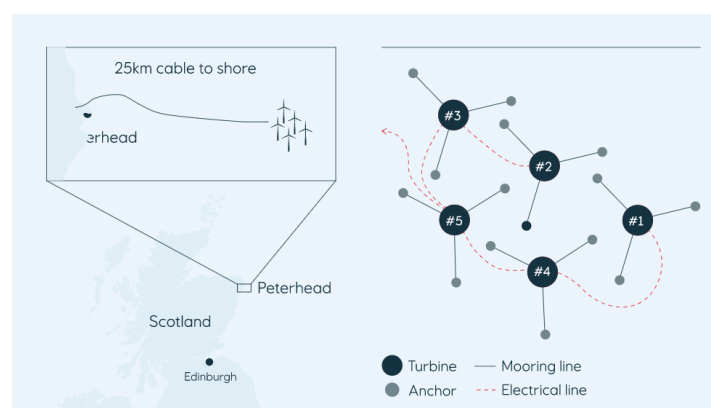 25km cable to shore
erhead
Peterhead
Scotland
Edinburgh
#3
#2
#1
#5
#4
Turbine
Mooring line
Anchor
Electrical line